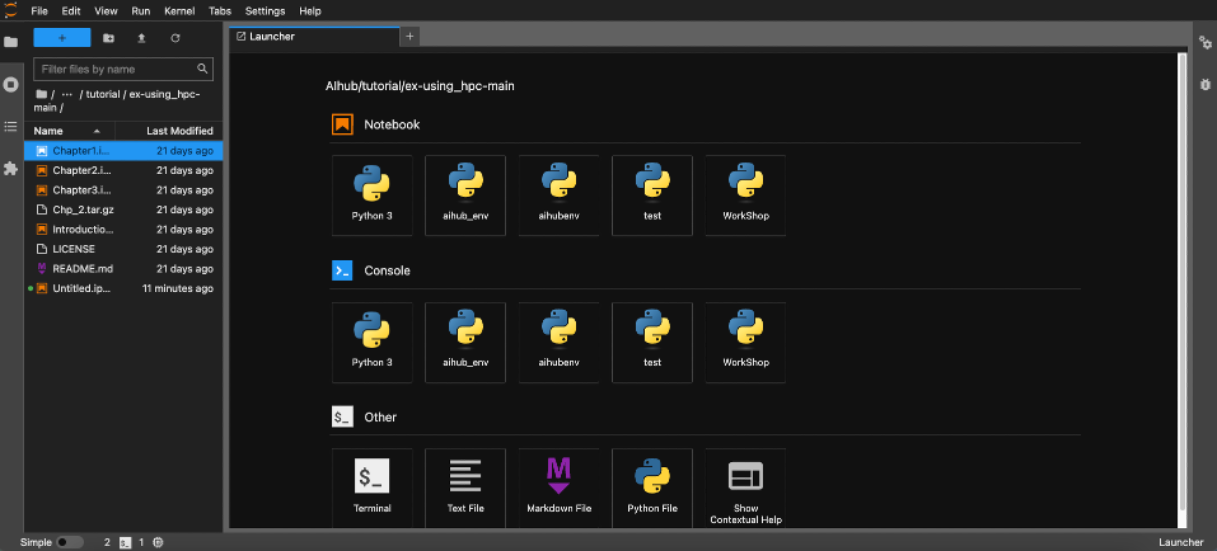 File Edit View Run Kernel Tabs Settings Help
+
Filter files by name
/ ··· / tutorial / ex-using_hpc-
main /
Name Last Modified
Chapter1.i... 21 days ago
Chapter2.i... 21 days ago
Chapter3.i... 21 days ago
Chp_2.tar.gz 21 days ago
Introductio... 21 days ago
LICENSE 21 days ago
README.md 21 days ago
Untitled.ip... 11 minutes ago
Launcher +
AIhub/tutorial/ex-using_hpc-main
Notebook
Python 3 aihub_env aihubenv test WorkShop
>_ Console
Python 3 aihub_env aihubenv test WorkShop
$_ Other
$_ M
Terminal Text File Markdown File Python File Show
Contextual Help
Simple 2 $_ 1 Launcher